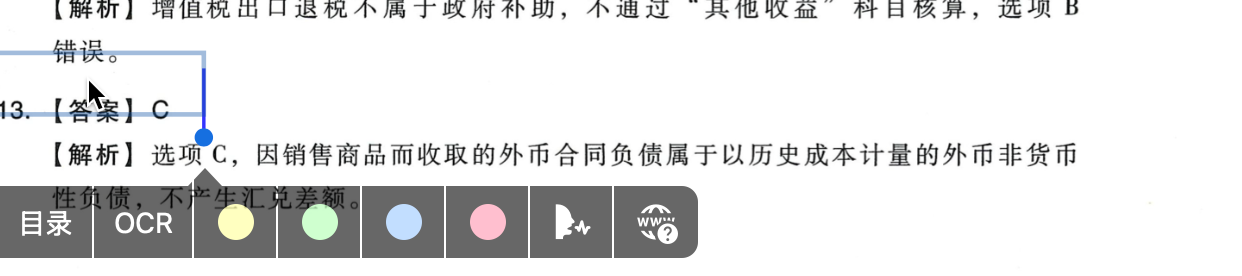 【解析】增值税出口退税不属于政府补助，不通过“其他收益”科目核算，选项 B
错误。
13. 【答案】C
【解析】选项 C，因销售商品而收取的外币合同负债属于以历史成本计量的外币非货币
性负债，不产生汇兑差额。
目录 OCR
WWW ?